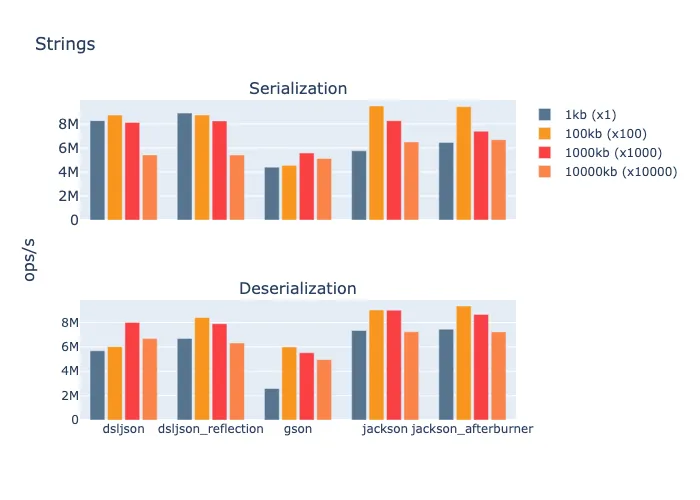 Strings
Serialization
8M
6M
4M
2M
0
1kb (x1)
100kb (x100)
1000kb (x1000)
10000kb (x10000)
ops/s
Deserialization
8M
6M
4M
2M
0
dsljson dsljson_reflection gson jackson jackson_afterburner